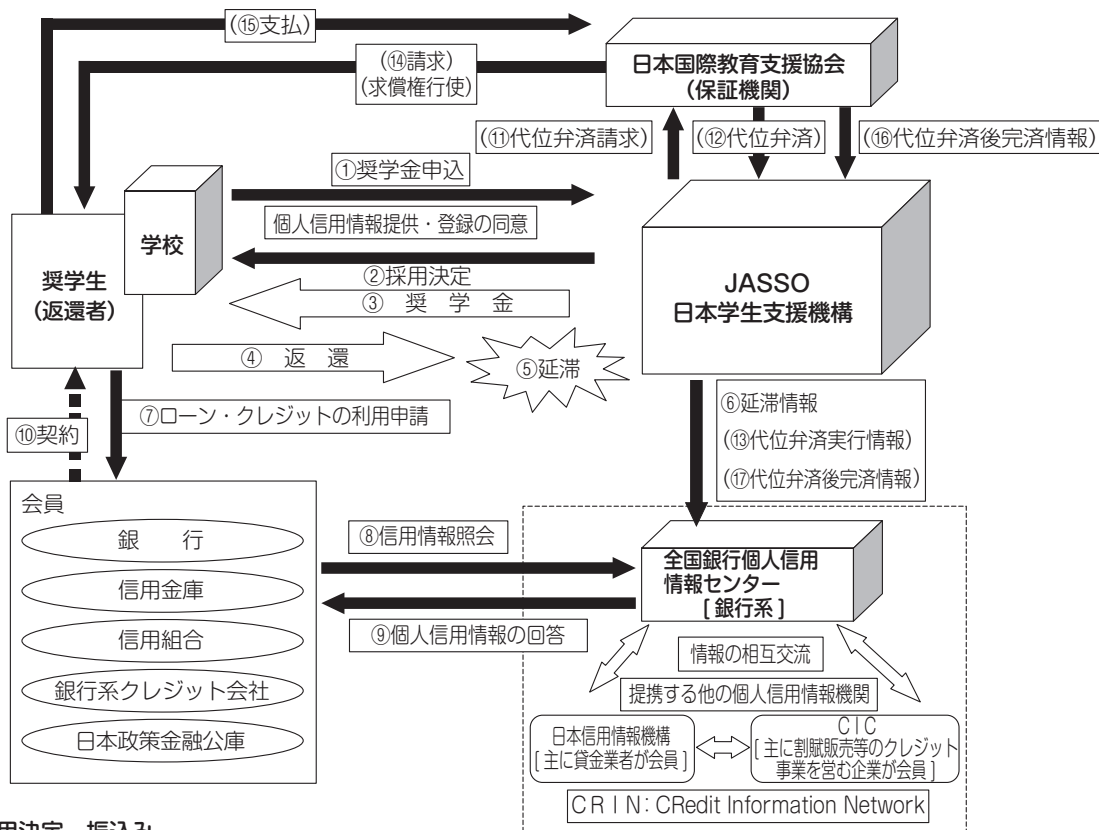 (⑮支払)
(⑭請求)
(求償権行使)
日本国際教育支援協会
(保証機関)
(⑪代位弁済請求)
(⑫代位弁済)
(⑯代位弁済後完済情報)
①奨学金申込
個人信用情報提供・登録の同意
学校
奨学生
(返還者)
②採用決定
③ 奨 学 金
JASSO
日本学生支援機構
④ 返 還
⑤延滞
⑦ローン・クレジットの利用申請
⑩契約
⑥延滞情報
(⑬代位弁済実行情報)
(⑰代位弁済後完済情報)
会員
銀 行
信用金庫
信用組合
銀行系クレジット会社
日本政策金融公庫
⑧信用情報照会
⑨個人信用情報の回答
全国銀行個人信用
情報センター
[銀行系]
情報の相互交流
提携する他の個人信用情報機関
日本信用情報機構
[主に貸金業者が会員]
CIC
[主に割賦販売等のクレジット
事業を営む企業が会員]
CRIN: CRedit Information Network